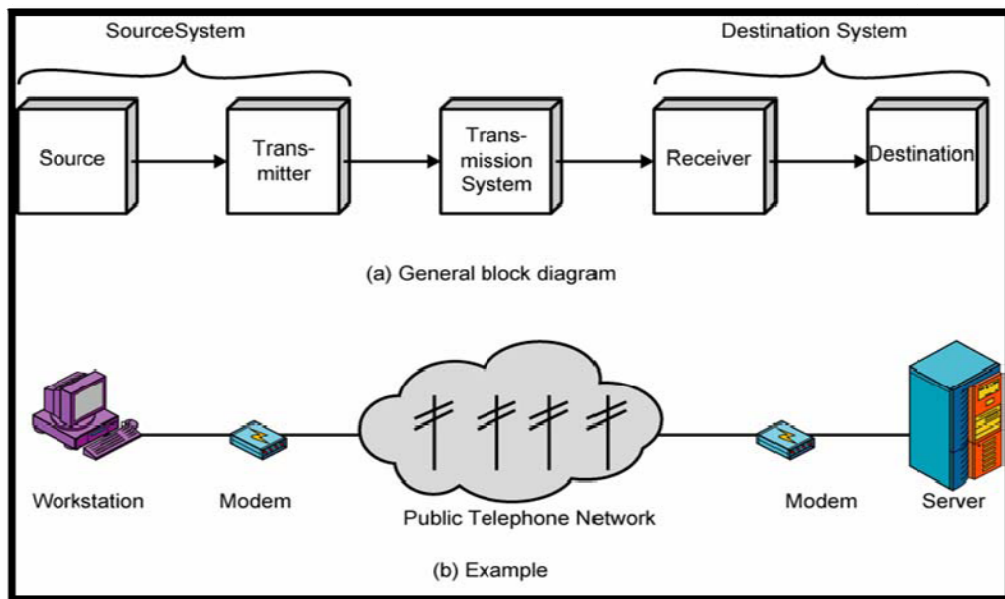 SourceSystem
Destination System
Source
Trans-
mitter
Trans-
mission
System
Receiver
Destination
(a) General block diagram
Workstation
Modem
Public Telephone Network
Modem
Server
(b) Example